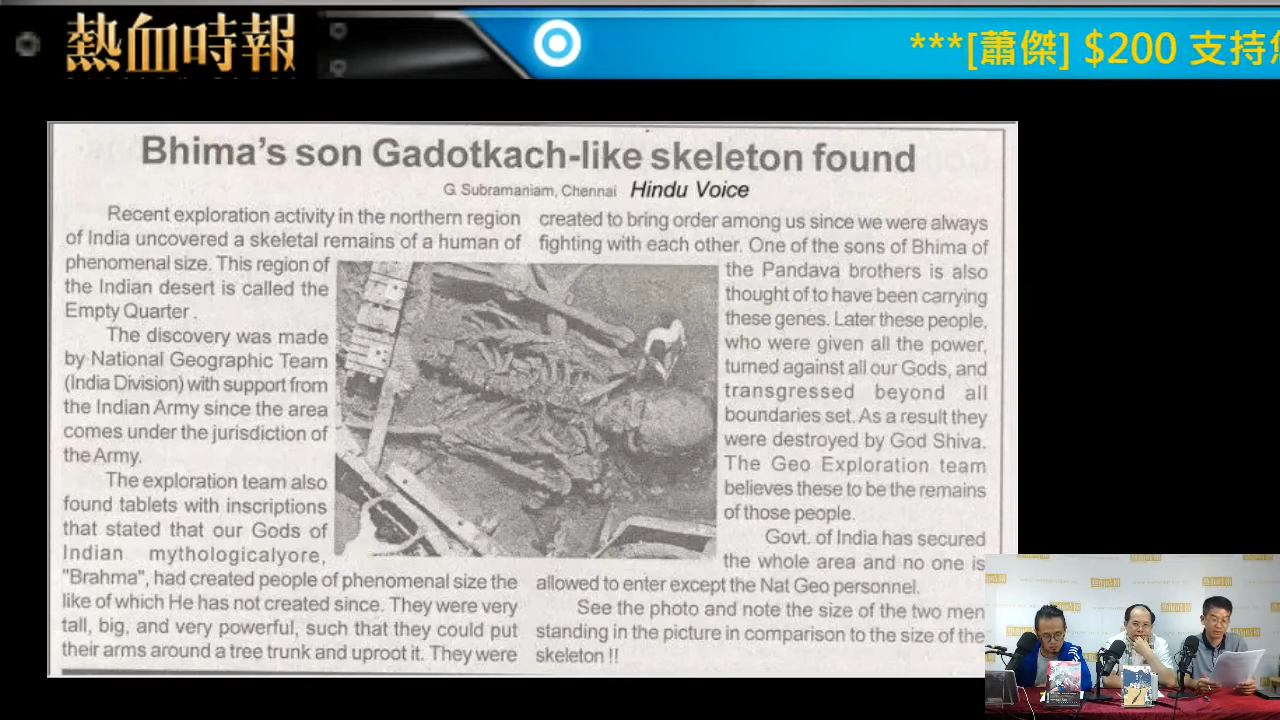 熱血時報
***[蕭傑] $200 支持
Bhima's son Gadotkach-like skeleton found
G. Subramaniam, Chennai Hindu Voice
Recent exploration activity in the northern region
of India uncovered a skeletal remains of a human of
phenomenal size. This region of
the Indian desert is called the
Empty Quarter .
The discovery was made
by National Geographic Team
(India Division) with support from
the Indian Army since the area
comes under the jurisdiction of
the Army.
The exploration team also
found tablets with inscriptions
that stated that our Gods of
Indian mythologicalyore,
"Brahma", had created people of phenomenal size the
like of which He has not created since. They were very
tall, big, and very powerful, such that they could put
their arms around a tree trunk and uproot it. They were
created to bring order among us since we were always
fighting with each other. One of the sons of Bhima of
the Pandava brothers is also
thought of to have been carrying
these genes. Later these people,
who were given all the power,
turned against all our Gods, and
transgressed beyond all
boundaries set. As a result they
were destroyed by God Shiva.
The Geo Exploration team
believes these to be the remains
of those people.
Govt. of India has secured
the whole area and no one is
allowed to enter except the Nat Geo personnel.
See the photo and note the size of the two men
standing in the picture in comparison to the size of the
skeleton !!